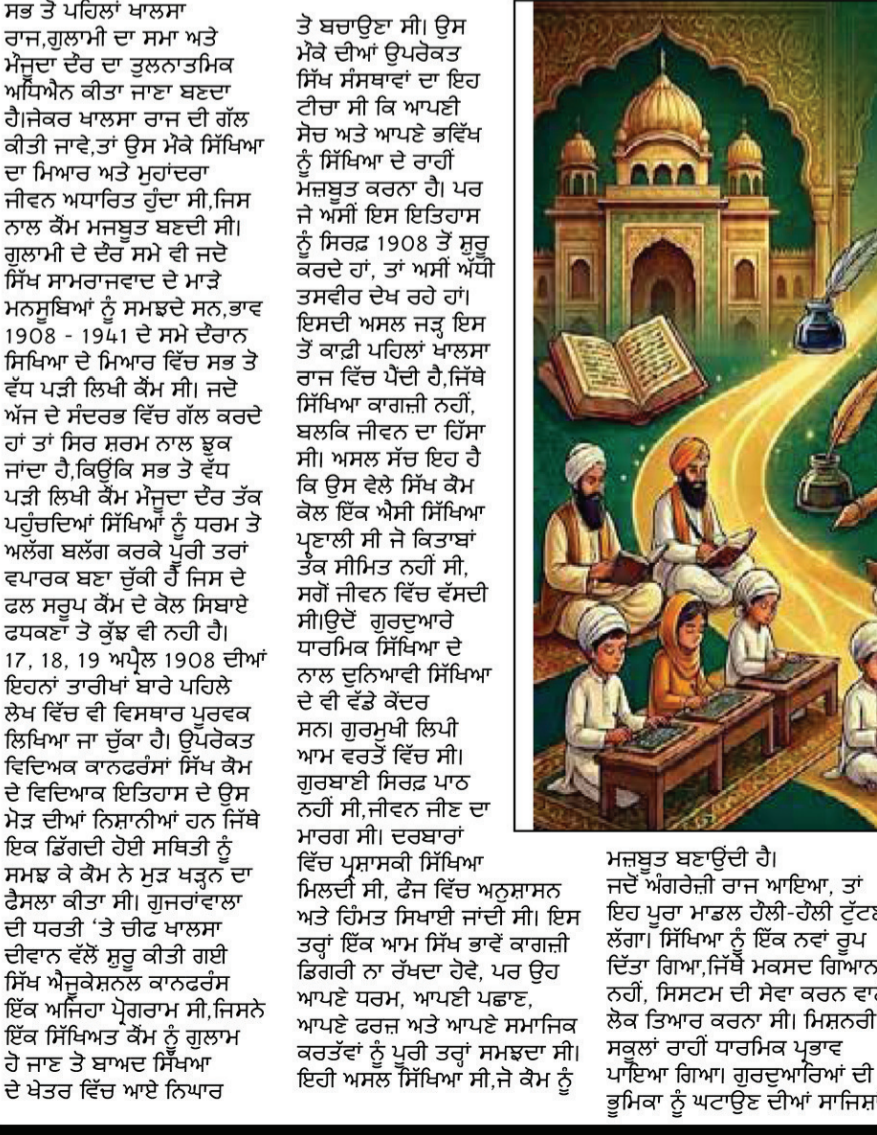 ਸਭ ਤੋ ਪਹਿਲਾਂ ਖਾਲਸਾ
ਰਾਜ,ਗੁਲਾਮੀ ਦਾ ਸਮਾ ਅਤੇ
ਮੌਜੂਦਾ ਦੌਰ ਦਾ ਤੁਲਨਾਤਮਿਕ
ਅਧਿਐਨ ਕੀਤਾ ਜਾਣਾ ਬਣਦਾ
ਹੈ।ਜੇਕਰ ਖਾਲਸਾ ਰਾਜ ਦੀ ਗੱਲ
ਕੀਤੀ ਜਾਵੇ,ਤਾਂ ਉਸ ਮੌਕੇ ਸਿੱਖਿਆ
ਦਾ ਮਿਆਰ ਅਤੇ ਮੁਹਾਂਦਰਾ
ਜੀਵਨ ਅਧਾਰਿਤ ਹੁੰਦਾ ਸੀ,ਜਿਸ
ਨਾਲ ਕੌਮ ਮਜਬੂਤ ਬਣਦੀ ਸੀ।
ਗੁਲਾਮੀ ਦੇ ਦੌਰ ਸਮੇ ਵੀ ਜਦੋ
ਸਿੱਖ ਸਾਮਰਾਜਵਾਦ ਦੇ ਮਾੜੇ
ਮਨਸੂਬਿਆਂ ਨੂੰ ਸਮਝਦੇ ਸਨ,ਭਾਵ
1908 - 1941 ਦੇ ਸਮੇ ਦੌਰਾਨ
ਸਿਖਿਆ ਦੇ ਮਿਆਰ ਵਿੱਚ ਸਭ ਤੋ
ਵੱਧ ਪੜੀ ਲਿਖੀ ਕੌਮ ਸੀ। ਜਦੋ
ਅੱਜ ਦੇ ਸੰਦਰਭ ਵਿੱਚ ਗੱਲ ਕਰਦੇ
ਹਾਂ ਤਾਂ ਸਿਰ ਸ਼ਰਮ ਨਾਲ ਝੁਕ
ਜਾਂਦਾ ਹੈ,ਕਿਉਂਕਿ ਸਭ ਤੋ ਵੱਧ
ਪੜੀ ਲਿਖੀ ਕੌਮ ਮੌਜੂਦਾ ਦੌਰ ਤੱਕ
ਪਹੁੰਚਦਿਆਂ ਸਿੱਖਿਆਂ ਨੂੰ ਧਰਮ ਤੋ
ਅਲੱਗ ਬਲੱਗ ਕਰਕੇ ਪੂਰੀ ਤਰਾਂ
ਵਪਾਰਕ ਬਣਾ ਚੁੱਕੀ ਹੈ ਜਿਸ ਦੇ
ਫਲ ਸਰੂਪ ਕੌਂਮ ਦੇ ਕੋਲ ਸਿਬਾਏ
ਫਧਕਣਾਂ ਤੋ ਕੁੱਝ ਵੀ ਨਹੀ ਹੈ।
17, 18, 19 ਅਪ੍ਰੈਲ 1908 ਦੀਆਂ
ਇਹਨਾਂ ਤਾਰੀਖਾਂ ਬਾਰੇ ਪਹਿਲੇ
ਲੇਖ ਵਿੱਚ ਵੀ ਵਿਸਥਾਰ ਪੂਰਵਕ
ਲਿਖਿਆ ਜਾ ਚੁੱਕਾ ਹੈ। ਉਪਰੋਕਤ
ਵਿਦਿਅਕ ਕਾਨਫਰੰਸਾਂ ਸਿੱਖ ਕੌਮ
ਦੇ ਵਿਦਿਆਕ ਇਤਿਹਾਸ ਦੇ ਉਸ
ਮੋੜ ਦੀਆਂ ਨਿਸ਼ਾਨੀਆਂ ਹਨ ਜਿੱਥੇ
ਇਕ ਡਿੱਗਦੀ ਹੋਈ ਸਥਿਤੀ ਨੂੰ
ਸਮਝ ਕੇ ਕੌਮ ਨੇ ਮੁੜ ਖੜ੍ਹਨ ਦਾ
ਫੈਸਲਾ ਕੀਤਾ ਸੀ। ਗੁਜਰਾਂਵਾਲਾ
ਦੀ ਧਰਤੀ ‘ਤੇ ਚੀਫ ਖਾਲਸਾ
ਦੀਵਾਨ ਵੱਲੋਂ ਸ਼ੁਰੂ ਕੀਤੀ ਗਈ
ਸਿੱਖ ਐਜੂਕੇਸ਼ਨਲ ਕਾਨਫਰੰਸ
ਇੱਕ ਅਜਿਹਾ ਪ੍ਰੋਗਰਾਮ ਸੀ,ਜਿਸਨੇ
ਇੱਕ ਸਿੱਖਿਅਤ ਕੌਂਮ ਨੂੰ ਗੁਲਾਮ
ਹੋ ਜਾਣ ਤੋ ਬਾਅਦ ਸਿੱਖਆ
ਦੇ ਖੇਤਰ ਵਿੱਚ ਆਏ ਨਿਘਾਰ
ਤੋ ਬਚਾਉਣਾ ਸੀ। ਉਸ
ਮੌਕੇ ਦੀਆਂ ਉਪਰੋਕਤ
ਸਿੱਖ ਸੰਸਥਾਵਾਂ ਦਾ ਇਹ
ਟੀਚਾ ਸੀ ਕਿ ਆਪਣੀ
ਸੋਚ ਅਤੇ ਆਪਣੇ ਭਵਿੱਖ
ਨੂੰ ਸਿੱਖਿਆ ਦੇ ਰਾਹੀਂ
ਮਜ਼ਬੂਤ ਕਰਨਾ ਹੈ। ਪਰ
ਜੇ ਅਸੀਂ ਇਸ ਇਤਿਹਾਸ
ਨੂੰ ਸਿਰਫ਼ 1908 ਤੋਂ ਸ਼ੁਰੂ
ਕਰਦੇ ਹਾਂ, ਤਾਂ ਅਸੀਂ ਅੱਧੀ
ਤਸਵੀਰ ਦੇਖ ਰਹੇ ਹਾਂ।
ਇਸਦੀ ਅਸਲ ਜੜ੍ਹ ਇਸ
ਤੋਂ ਕਾਫ਼ੀ ਪਹਿਲਾਂ ਖਾਲਸਾ
ਰਾਜ ਵਿੱਚ ਪੈਂਦੀ ਹੈ,ਜਿੱਥੇ
ਸਿੱਖਿਆ ਕਾਗਜ਼ੀ ਨਹੀਂ,
ਬਲਕਿ ਜੀਵਨ ਦਾ ਹਿੱਸਾ
ਸੀ। ਅਸਲ ਸੱਚ ਇਹ ਹੈ
ਕਿ ਉਸ ਵੇਲੇ ਸਿੱਖ ਕੌਮ
ਕੋਲ ਇੱਕ ਐਸੀ ਸਿੱਖਿਆ
ਪ੍ਰਣਾਲੀ ਸੀ ਜੋ ਕਿਤਾਬਾਂ
ਤੱਕ ਸੀਮਿਤ ਨਹੀਂ ਸੀ,
ਸਗੋਂ ਜੀਵਨ ਵਿੱਚ ਵੱਸਦੀ
ਸੀ।ਉਦੋਂ ਗੁਰਦੁਆਰੇ
ਧਾਰਮਿਕ ਸਿੱਖਿਆ ਦੇ
ਨਾਲ ਦੁਨਿਆਵੀ ਸਿੱਖਿਆ
ਦੇ ਵੀ ਵੱਡੇ ਕੇਂਦਰ
ਸਨ। ਗੁਰਮੁਖੀ ਲਿਪੀ
ਆਮ ਵਰਤੋਂ ਵਿੱਚ ਸੀ।
ਗੁਰਬਾਣੀ ਸਿਰਫ਼ ਪਾਠ
ਨਹੀਂ ਸੀ,ਜੀਵਨ ਜੀਣ ਦਾ
ਮਾਰਗ ਸੀ। ਦਰਬਾਰਾਂ
ਵਿੱਚ ਪ੍ਰਸ਼ਾਸਕੀ ਸਿੱਖਿਆ
ਮਿਲਦੀ ਸੀ, ਫੌਜ ਵਿੱਚ ਅਨੁਸ਼ਾਸਨ
ਅਤੇ ਹਿੰਮਤ ਸਿਖਾਈ ਜਾਂਦੀ ਸੀ। ਇਸ
ਤਰ੍ਹਾਂ ਇੱਕ ਆਮ ਸਿੱਖ ਭਾਵੇਂ ਕਾਗਜ਼ੀ
ਡਿਗਰੀ ਨਾ ਰੱਖਦਾ ਹੋਵੇ, ਪਰ ਉਹ
ਆਪਣੇ ਧਰਮ, ਆਪਣੀ ਪਛਾਣ,
ਆਪਣੇ ਫਰਜ਼ ਅਤੇ ਆਪਣੇ ਸਮਾਜਿਕ
ਕਰਤੱਵਾਂ ਨੂੰ ਪੂਰੀ ਤਰ੍ਹਾਂ ਸਮਝਦਾ ਸੀ।
ਇਹੀ ਅਸਲ ਸਿੱਖਿਆ ਸੀ,ਜੋ ਕੌਮ ਨੂੰ
ਮਜ਼ਬੂਤ ਬਣਾਉਂਦੀ ਹੈ।
ਜਦੋਂ ਅੰਗਰੇਜ਼ੀ ਰਾਜ ਆਇਆ, ਤਾਂ
ਇਹ ਪੂਰਾ ਮਾਡਲ ਹੌਲੀ-ਹੌਲੀ
ਲੱਗਾ। ਸਿੱਖਿਆ ਨੂੰ ਇੱਕ ਨਵਾਂ ਰੂਪ
ਦਿੱਤਾ ਗਿਆ,ਜਿੱਥੇ ਮਕਸਦ ਗਿਆਨ
ਨਹੀਂ, ਸਿਸਟਮ ਦੀ ਸੇਵਾ ਕਰਨ
ਲੋਕ ਤਿਆਰ ਕਰਨਾ ਸੀ। ਮਿਸ਼ਨਰੀ
ਸਕੂਲਾਂ ਰਾਹੀਂ ਧਾਰਮਿਕ ਪ੍ਰਭਾਵ
ਪਾਇਆ ਗਿਆ। ਗੁਰਦੁਆਰਿਆਂ ਦੀ
ਭੂਮਿਕਾ ਨੂੰ ਘਟਾਉਣ ਦੀਆਂ